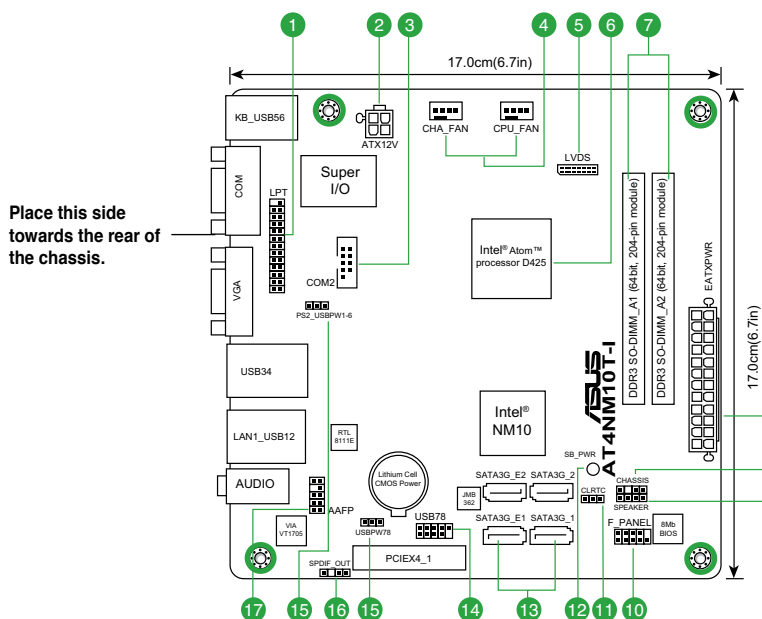 1
2
3
4
5
6
7
17.0cm(6.7in)
KB_USB56
ATX12V
CHA_FAN
CPU_FAN
LVDS
Super
I/O
COM
LPT
Place this side
towards the rear of
the chassis.
COM2
Intel® Atom™
processor D425
DDR3 SO-DIMM_A1 (64bit, 204-pin module)
DDR3 SO-DIMM_A2 (64bit, 204-pin module)
EATXPWR
VGA
PS2_USBPW1-6
17.0cm(6.7in)
USB34
ASUS
AT4NM10T-I
Intel®
NM10
LAN1_USB12
RTL
8111E
SB_PWR
Lithium Cell
CMOS Power
AUDIO
SATA3G_E2
SATA3G_2
CHASSIS
JMB
362
CLRTC
SPEAKER
AAFP
VIA
VT1705
USBPW78
USB78
SATA3G_E1
SATA3G_1
F_PANEL
8Mb
BIOS
PCIEX4_1
SPDIF_OUT
17
15
16
15
14
13
12
11
10